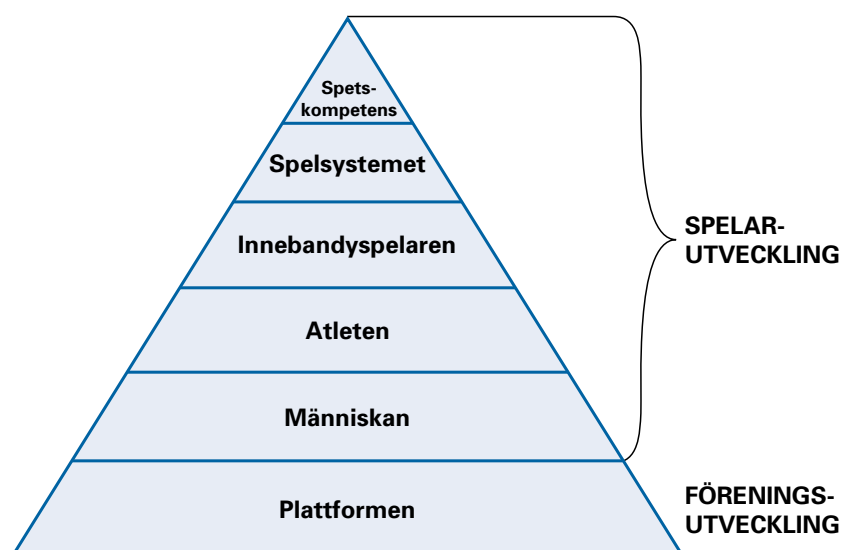 Spets-
kompetens
Spelsystemet
Innebandyspelaren
Atleten
Människan
Plattformen
SPELAR-
UTVECKLING
FÖRENINGS-
UTVECKLING